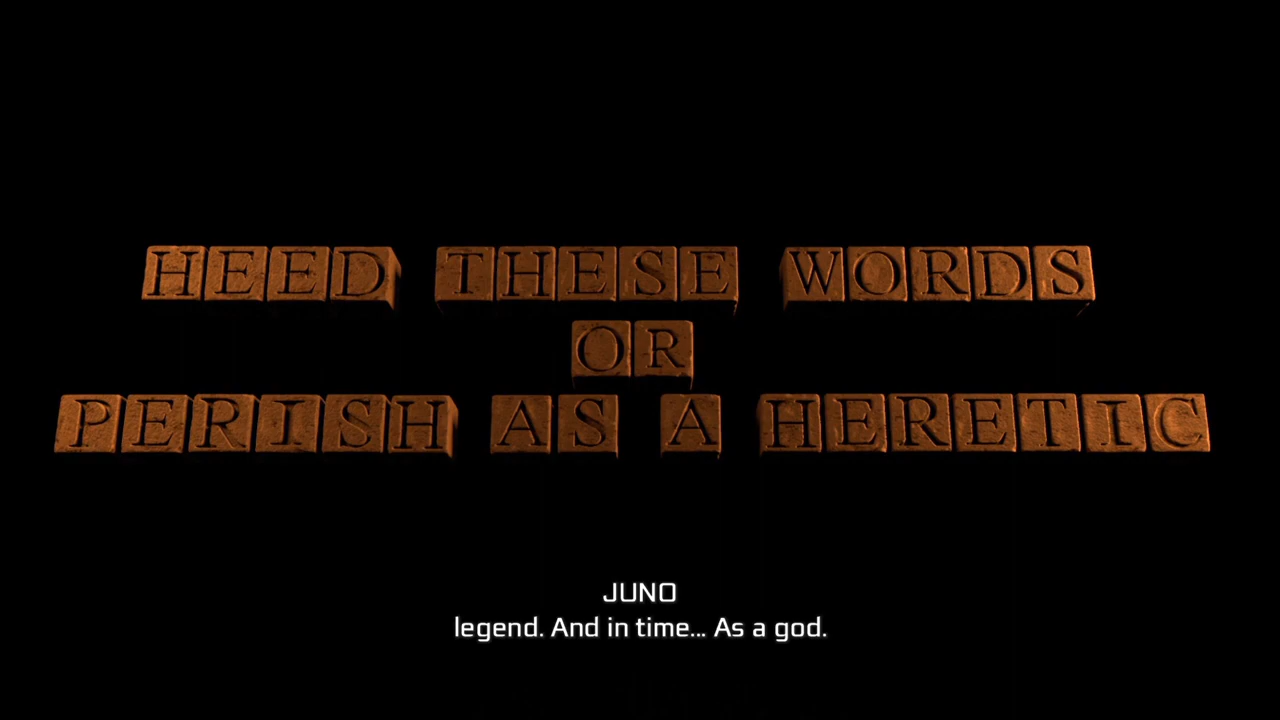 HEED THESE WORDS
OR
PERISH AS A HERETIC
JUNO
legend. And in time... As a god.